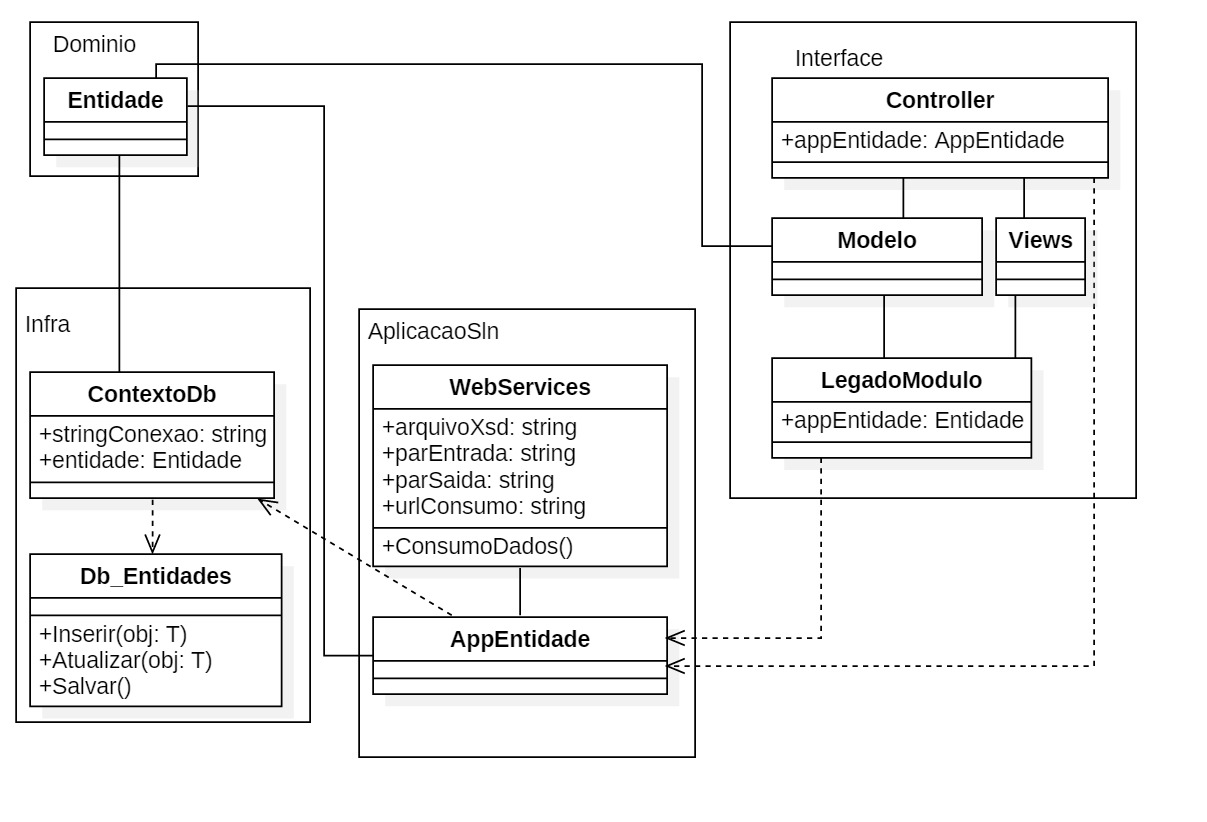 Dominio
Entidade
Interface
Controller
+appEntidade: AppEntidade
Modelo
Views
LegadoModulo
+appEntidade: Entidade
Infra
ContextoDb
+stringConexao: string
+entidade: Entidade
Db_Entidades
+Inserir(obj: T)
+Atualizar(obj: T)
+Salvar()
AplicacaoSln
WebServices
+arquivoXsd: string
+parEntrada: string
+parSaida: string
+urlConsumo: string
+ConsumoDados()
AppEntidade